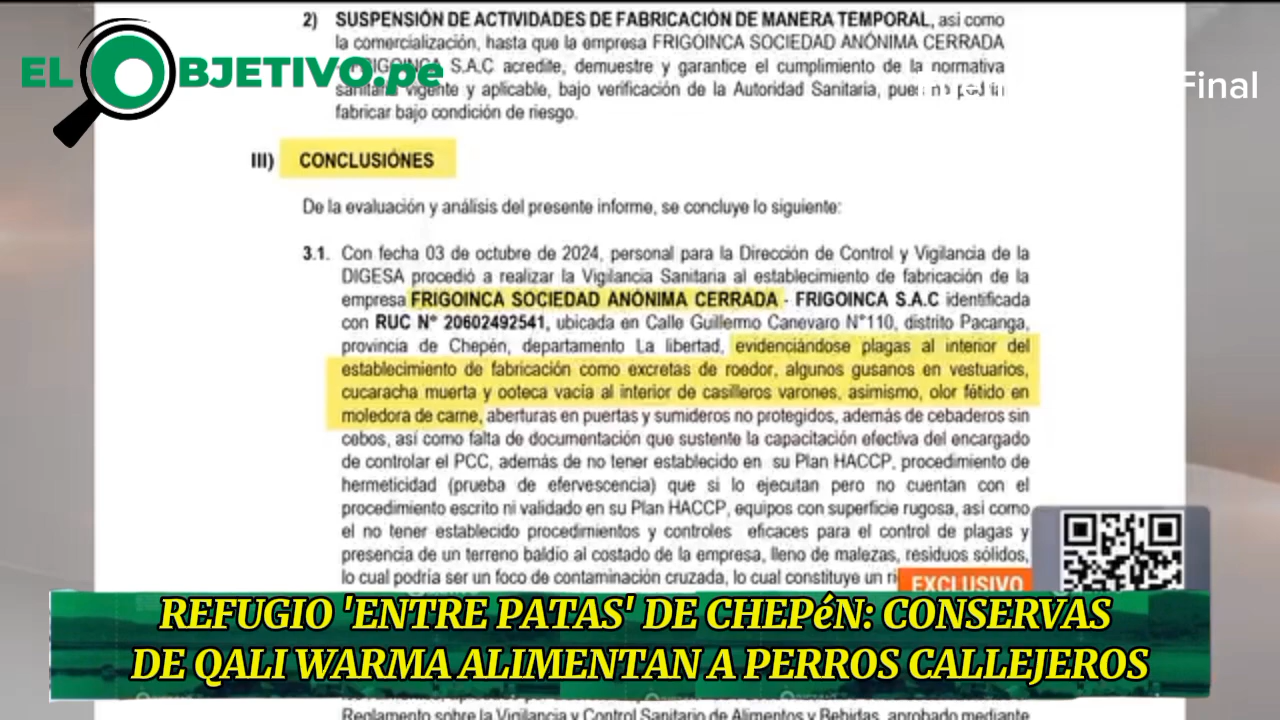 2) SUSPENSIÓN DE ACTIVIDADES DE FABRICACIÓN DE MANERA TEMPORAL, así como
la comercialización, hasta que la empresa FRIGOINCA SOCIEDAD ANÓNIMA CERRADA
S.A.C acredite, demuestre y garantice el cumplimiento de la normativa
sanitaria vigente y aplicable, bajo verificación de la Autoridad Sanitaria,
fabricar bajo condición de riesgo.
EL OBJETIVO.pe
Final
III) CONCLUSIÓNES
De la evaluación y análisis del presente informe, se concluye lo siguiente:
3.1. Con fecha 03 de octubre de 2024, personal para la Dirección de Control y Vigilancia de la
DIGESA procedió a realizar la Vigilancia Sanitaria al establecimiento de fabricación de la
empresa FRIGOINCA SOCIEDAD ANÓNIMA CERRADA - FRIGOINCA S.A.C identificada
con RUC N° 20602492541, ubicada en Calle Guillermo Canevaro N°110, distrito Pacanga,
provincia de Chepén, departamento La libertad, evidenciándose plagas al interior del
establecimiento de fabricación como excretas de roedor, algunos gusanos en vestuarios,
cucaracha muerta y ooteca vacía al interior de casilleros varones, asimismo, olor fétido en
moledora de carne, aberturas en puertas y sumideros no protegidos, además de cebaderos sin
cebos, así como falta de documentación que sustente la capacitación efectiva del encargado
de controlar el PCC, además de no tener establecido en su Plan HACCP, procedimiento de
hermeticidad (prueba de efervescencia) que si lo ejecutan pero no cuentan con el
procedimiento escrito ni validado en su Plan HACCP, equipos con superficie rugosa, así como
el no tener establecido procedimientos y controles eficaces para el control de plagas y
presencia de un terreno baldío al costado de la empresa, lleno de malezas, residuos sólidos,
lo cual podría ser un foco de contaminación cruzada, lo cual constituye un
EXCLUSIVO
REFUGIO 'ENTRE PATAS' DE CHEPéN: CONSERVAS
DE QALI WARMA ALIMENTAN A PERROS CALLEJEROS
Reglamento sobre la Vigilancia y Control Sanitario de Alimentos y Bebidas, aprobado mediante